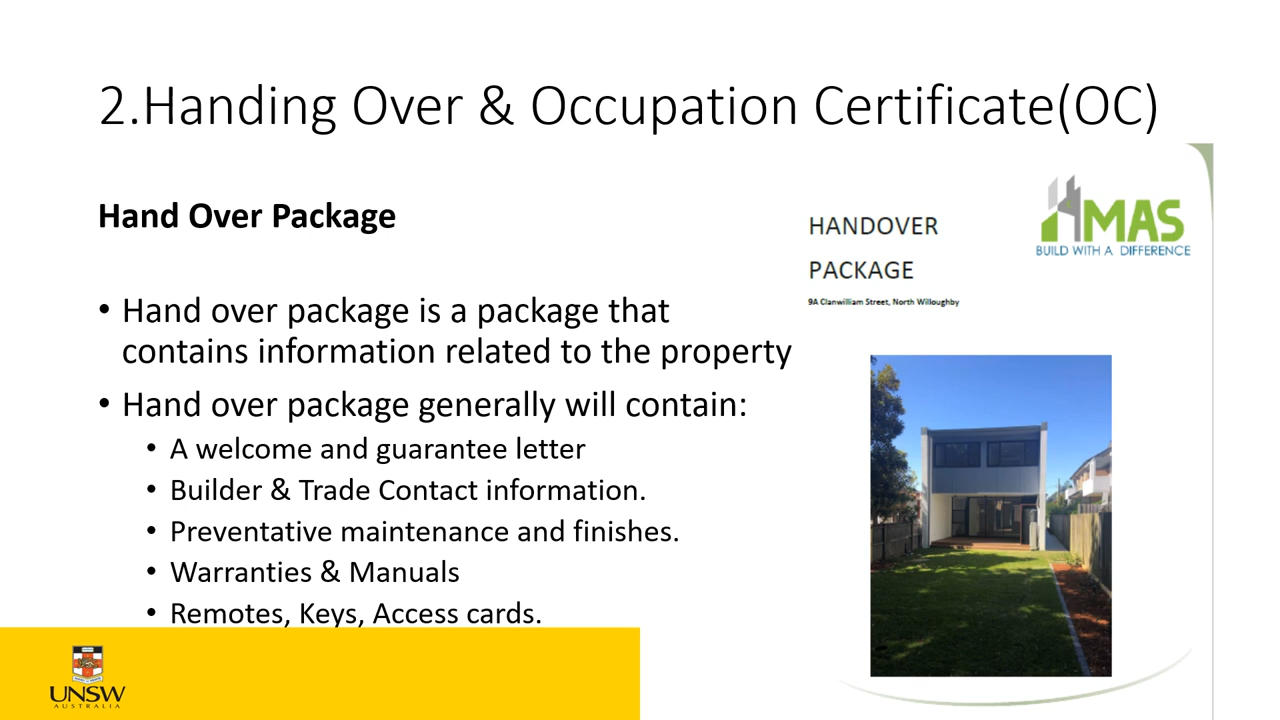 2.Handing Over & Occupation Certificate(OC)
Hand Over Package
• Hand over package is a package that
contains information related to the property
• Hand over package generally will contain:
• A welcome and guarantee letter
• Builder & Trade Contact information.
• Preventative maintenance and finishes.
• Warranties & Manuals
• Remotes, Keys, Access cards.
HMAS
BUILD WITH A DIFFERENCE
HANDOVER
PACKAGE
9A Clanwilliam Street, North Willoughby
UNSW
AUSTRALIA